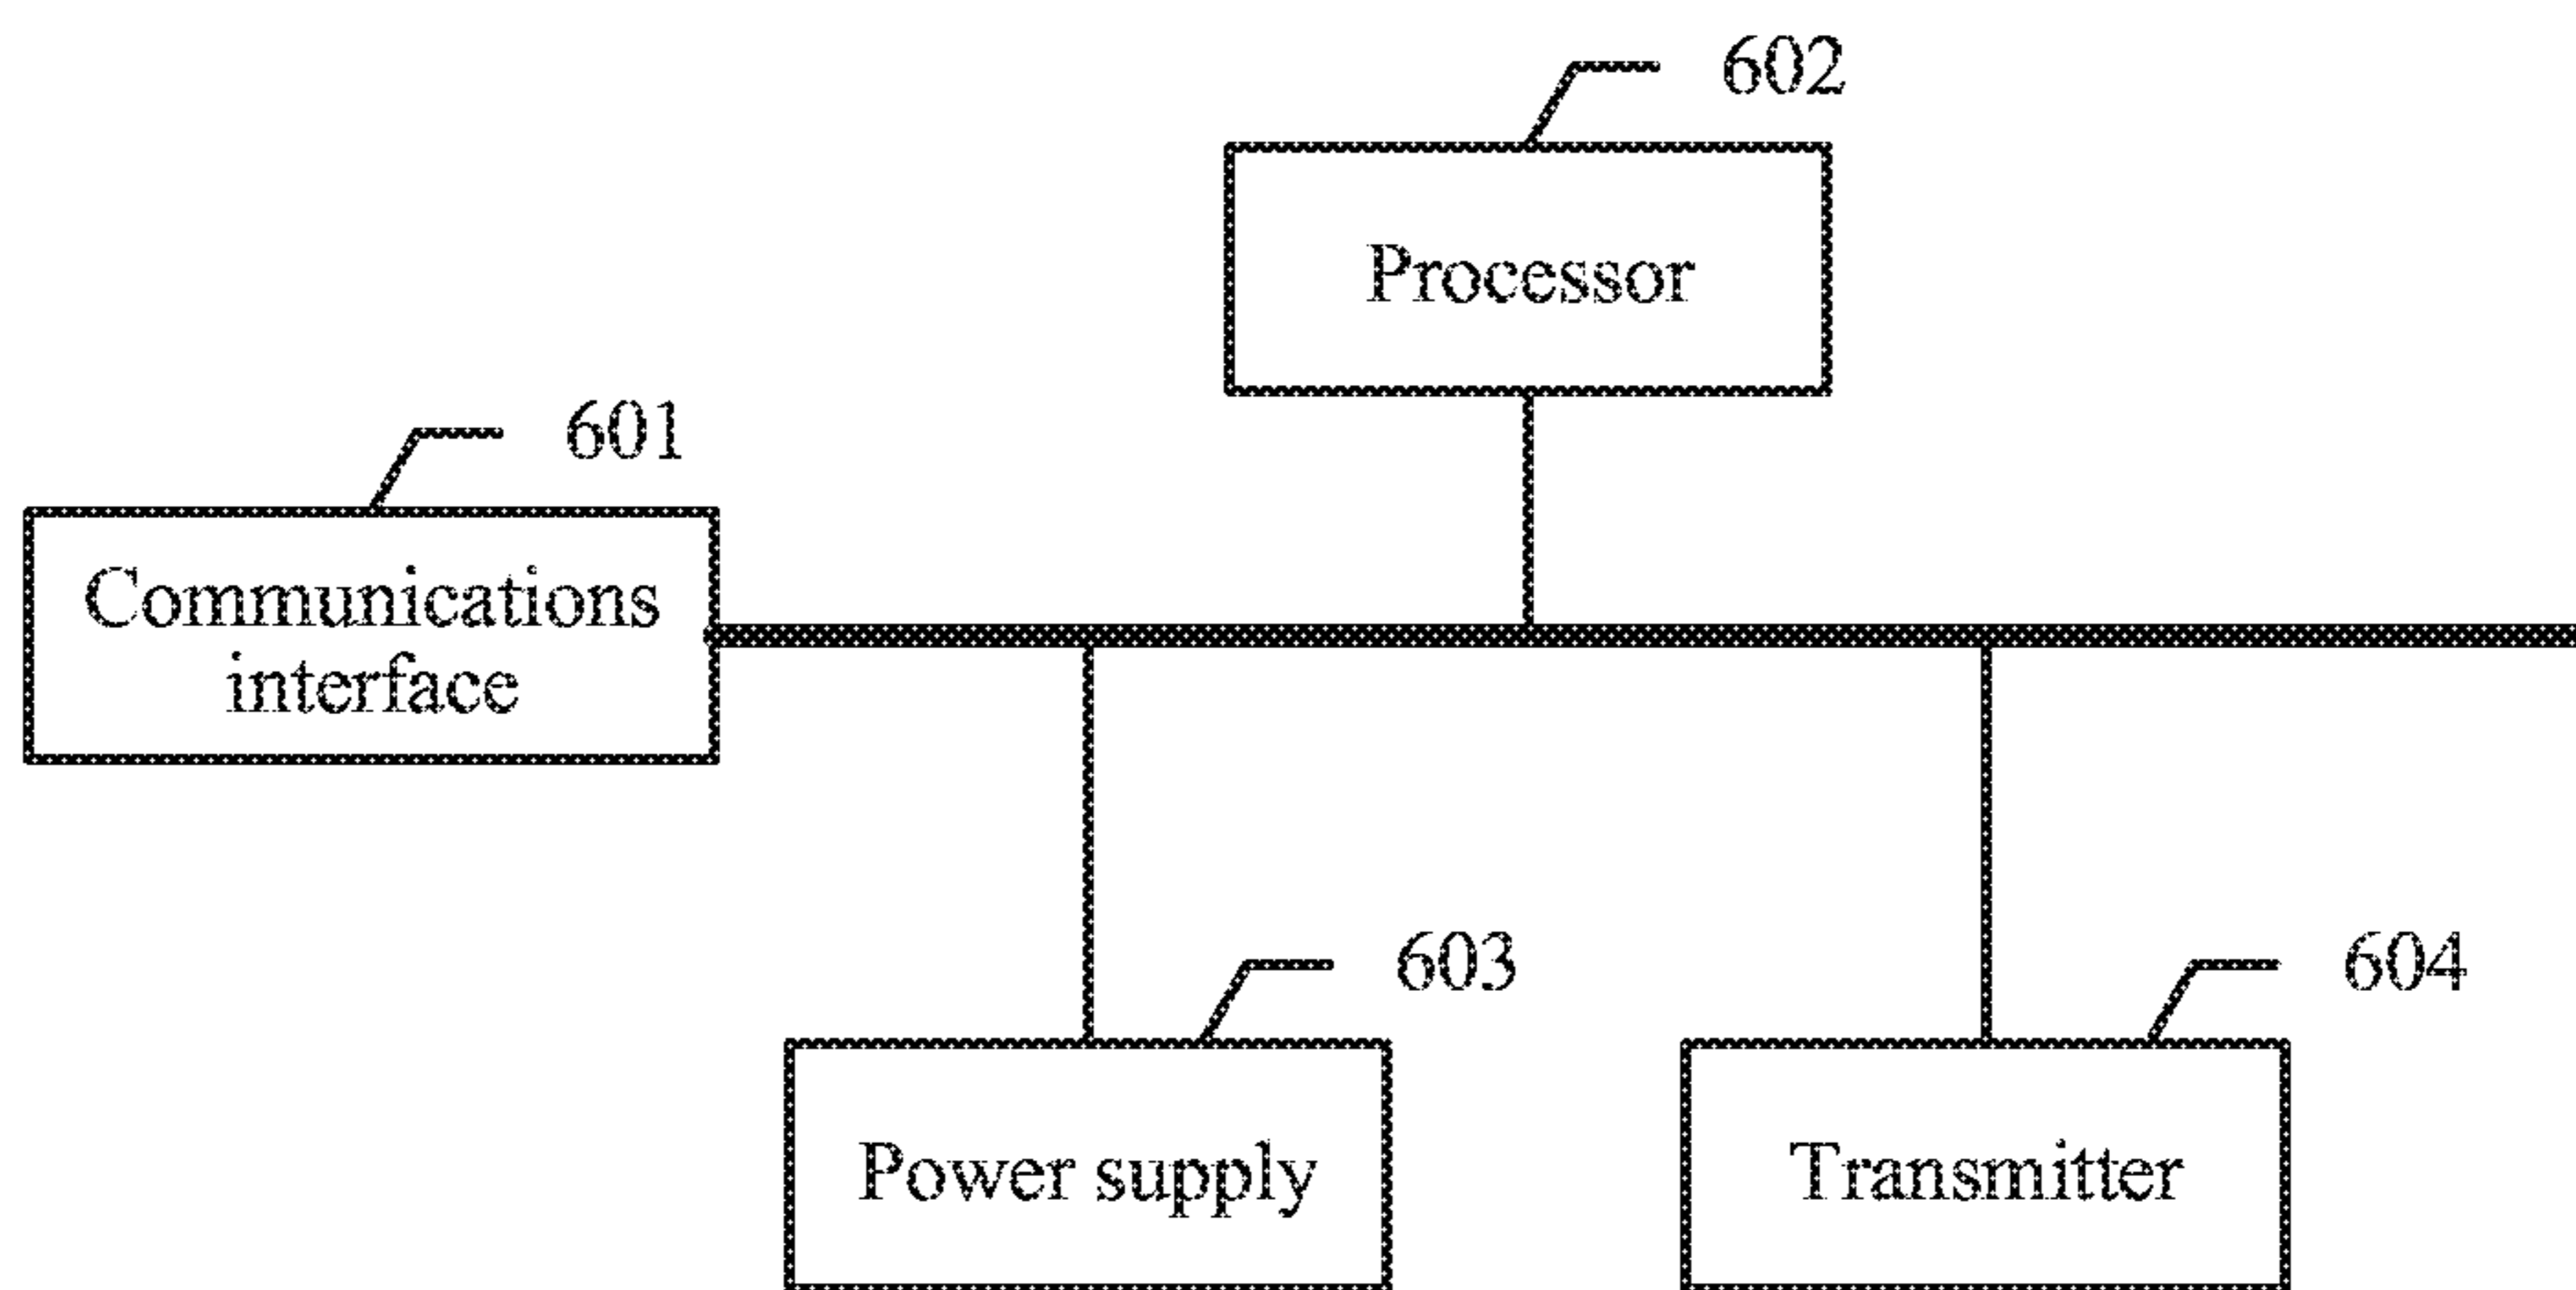 602
Processor
601
Communications
interface
603
604
Power supply
Transmitter